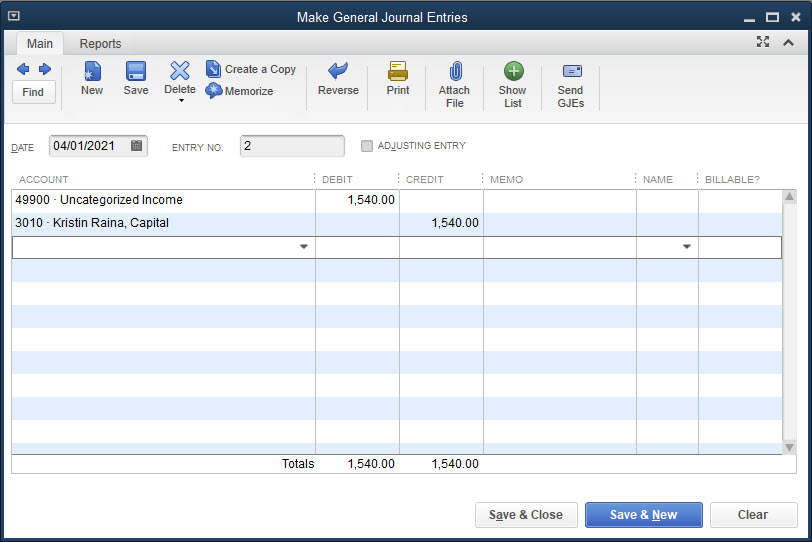 Make General Journal Entries
Main Reports
Find
New
Save
Delete
Create a Copy
Memorize
Reverse
Print
Attach
File
Show
List
Send
GJEs
DATE 04/01/2021 ENTRY NO. 2 ADJUSTING ENTRY
ACCOUNT DEBIT CREDIT MEMO NAME BILLABLE?
49900 · Uncategorized Income 1,540.00
3010 · Kristin Raina, Capital 1,540.00
Totals 1,540.00 1,540.00
Save & Close Save & New Clear